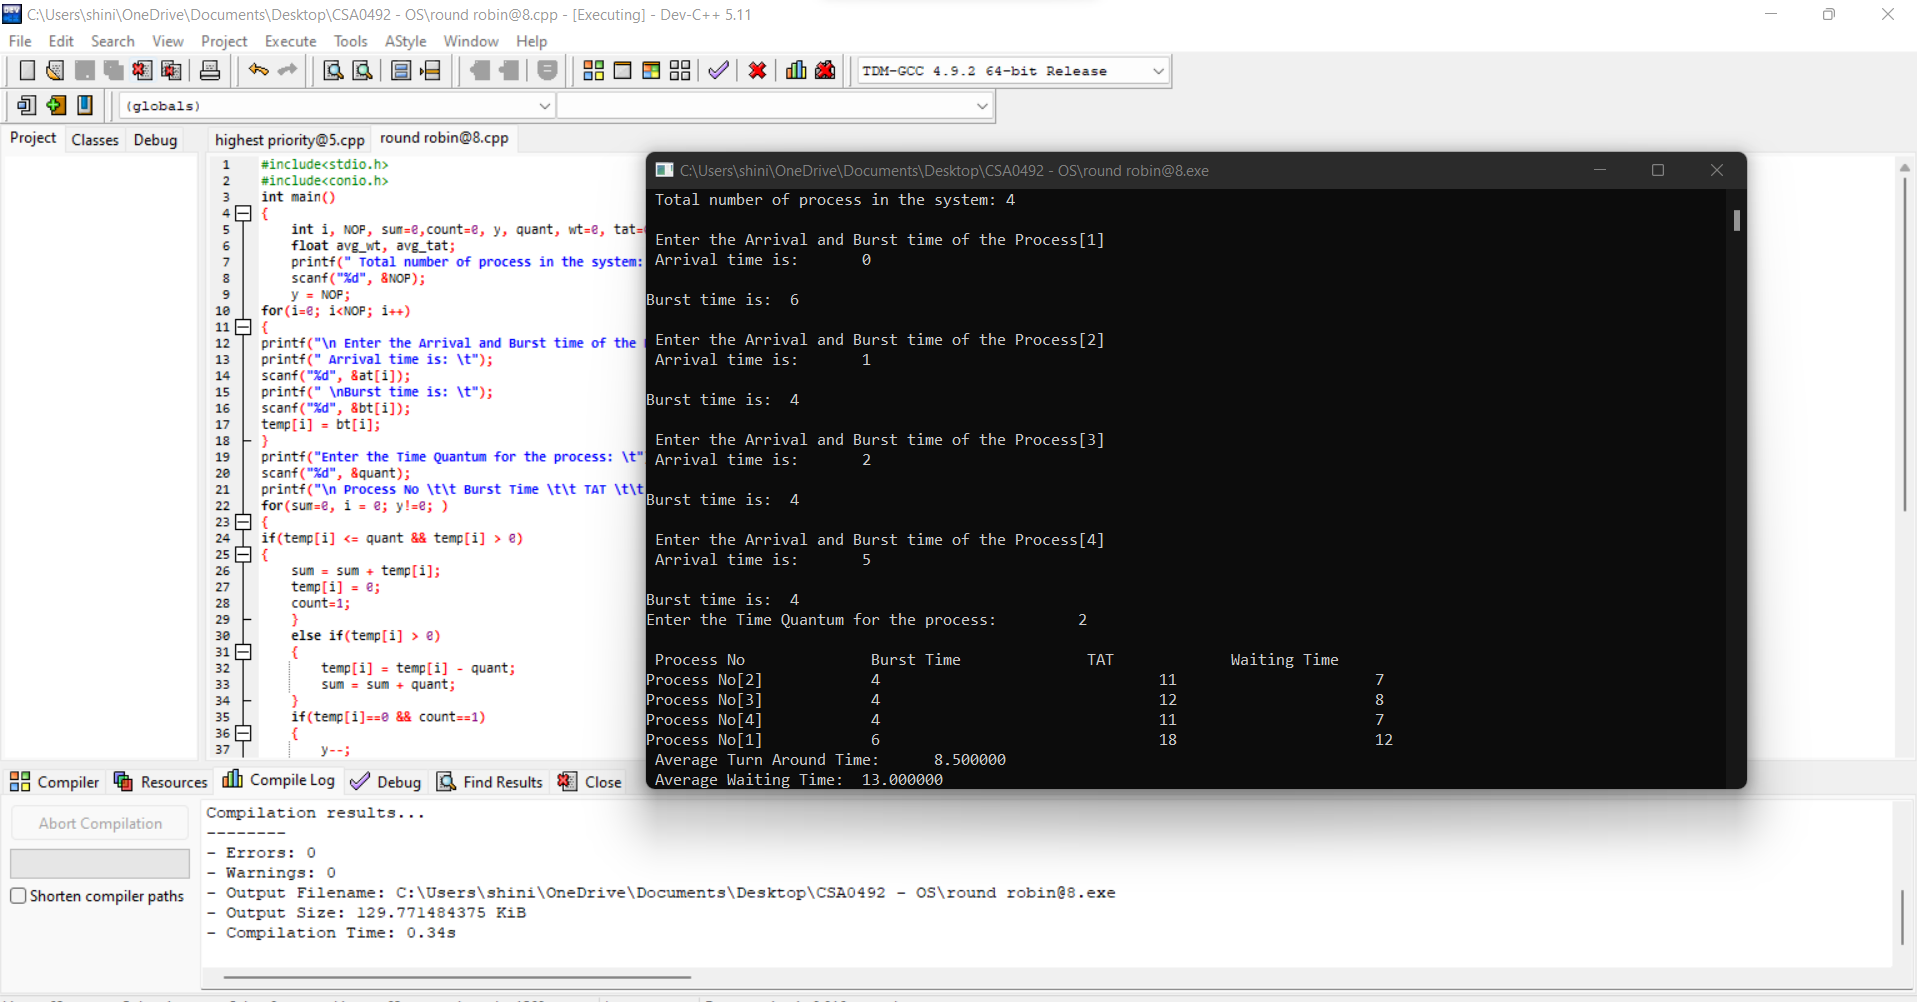 C:\Users\shini\OneDrive\Documents\Desktop\CSA0492 - OS\round robin@8.cpp - [Executing] - Dev-C++ 5.11
File Edit Search View Project Execute Tools AStyle Window Help
TDM-GCC 4.9.2 64-bit Release
(globals)
Project Classes Debug
highest priority@5.cpp round robin@8.cpp
1 #include<stdio.h>
2 #include<conio.h>
3 int main()
4 {
5 int i, NOP, sum=0,count=0, y, quant, wt=0, tat=
6 float avg_wt, avg_tat;
7 printf(" Total number of process in the system:
8 scanf("%d", &NOP);
9 y = NOP;
10 for(i=0; i<NOP; i++)
11 {
12 printf("\n Enter the Arrival and Burst time of the
13 printf(" Arrival time is: \t");
14 scanf("%d", &at[i]);
15 printf(" \nBurst time is: \t");
16 scanf("%d", &bt[i]);
17 temp[i] = bt[i];
18 }
19 printf("Enter the Time Quantum for the process: \t"
20 scanf("%d", &quant);
21 printf("\n Process No \t\t Burst Time \t\t TAT \t\t
22 for(sum=0, i = 0; y!=0; )
23 {
24 if(temp[i] <= quant && temp[i] > 0)
25 {
26 sum = sum + temp[i];
27 temp[i] = 0;
28 count=1;
29 }
30 else if(temp[i] > 0)
31 {
32 temp[i] = temp[i] - quant;
33 sum = sum + quant;
34 }
35 if(temp[i]==0 && count==1)
36 {
37 y--;
C:\Users\shini\OneDrive\Documents\Desktop\CSA0492 - OS\round robin@8.exe
Total number of process in the system: 4
Enter the Arrival and Burst time of the Process[1]
Arrival time is: 0
Burst time is: 6
Enter the Arrival and Burst time of the Process[2]
Arrival time is: 1
Burst time is: 4
Enter the Arrival and Burst time of the Process[3]
Arrival time is: 2
Burst time is: 4
Enter the Arrival and Burst time of the Process[4]
Arrival time is: 5
Burst time is: 4
Enter the Time Quantum for the process: 2
Process No Burst Time TAT Waiting Time
Process No[2] 4 11 7
Process No[3] 4 12 8
Process No[4] 4 11 7
Process No[1] 6 18 12
Average Turn Around Time: 8.500000
Average Waiting Time: 13.000000
Compiler Resources Compile Log Debug Find Results Close
Abort Compilation
Shorten compiler paths
Compilation results...
--------
- Errors: 0
- Warnings: 0
- Output Filename: C:\Users\shini\OneDrive\Documents\Desktop\CSA0492 - OS\round robin@8.exe
- Output Size: 129.771484375 KiB
- Compilation Time: 0.34s